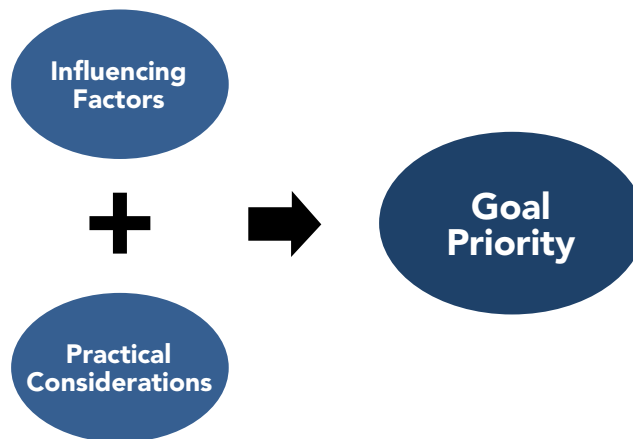 Influencing
Factors
+
Practical
Considerations
Goal
Priority